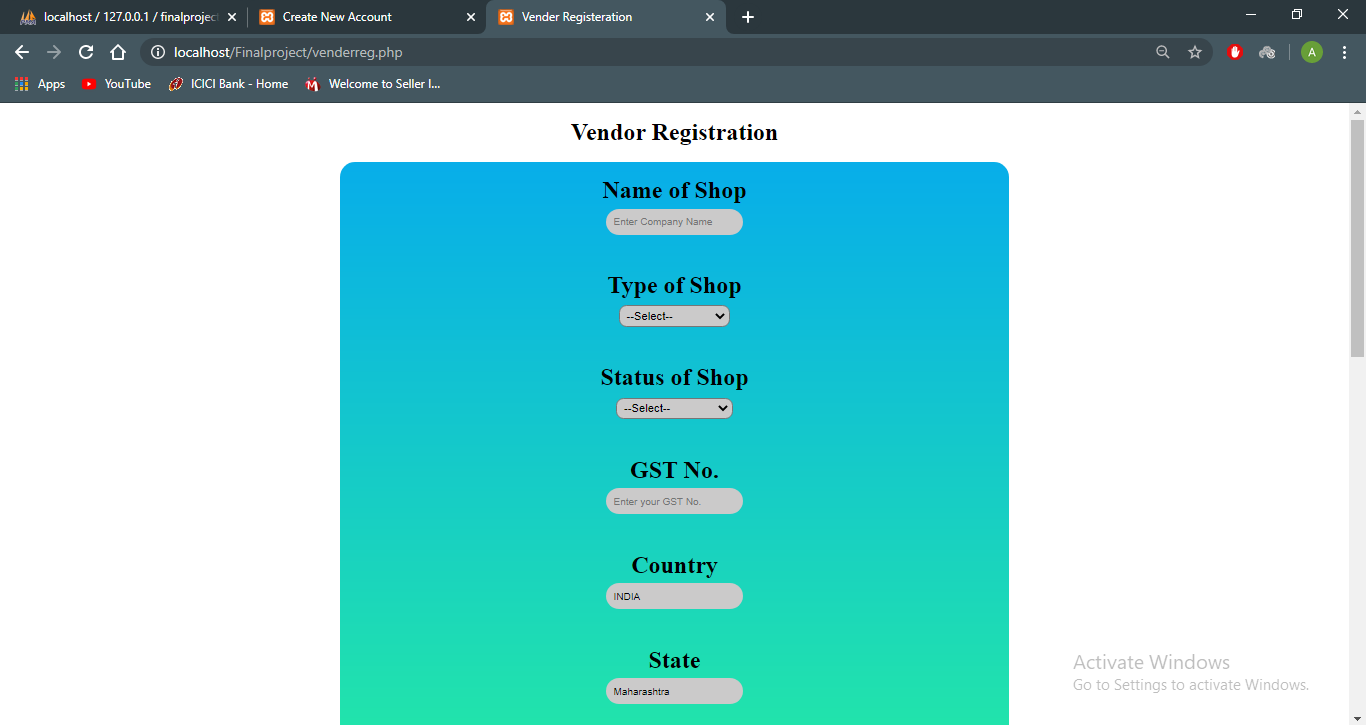 localhost / 127.0.0.1 / finalproject
Create New Account
Vender Registeration
localhost/Finalproject/venderreg.php
A
Apps
YouTube
ICICI Bank - Home
Welcome to Seller I...
Vendor Registration
Name of Shop
Enter Company Name
Type of Shop
--Select--
Status of Shop
--Select--
GST No.
Enter your GST No.
Country
INDIA
State
Maharashtra
Activate Windows
Go to Settings to activate Windows.